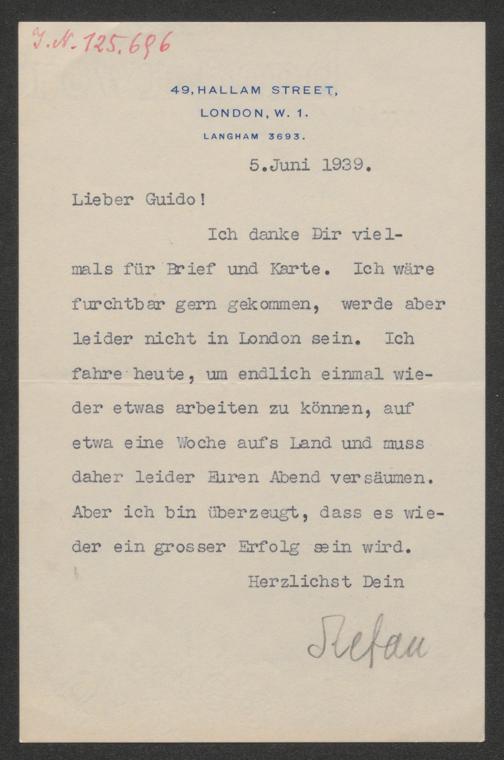 J.N. 125.696
49, HALLAM STREET,
LONDON, W. 1.
LANGHAM 3693.
5.Juni 1939.
Lieber Guido!
Ich danke Dir viel-
mals für Brief und Karte. Ich wäre
furchtbar gern gekommen, werde aber
leider nicht in London sein. Ich
fahre heute, um endlich einmal wie-
der etwas arbeiten zu können, auf
etwa eine Woche aufs Land und muss
daher leider Euren Abend versäumen.
Aber ich bin überzeugt, dass es wie-
der ein grosser Erfolg sein wird.
Herzlichst Dein
Stefan